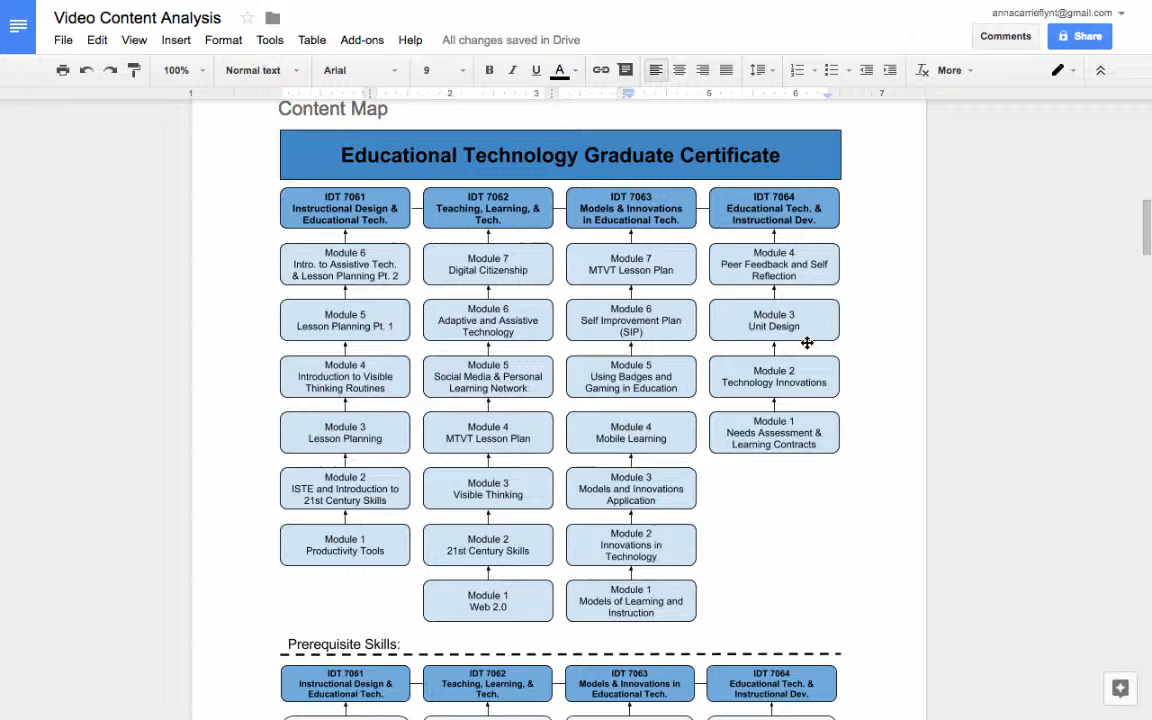 Video Content Analysis
annacarrieflynt@gmail.com
File Edit View Insert Format Tools Table Add-ons Help All changes saved in Drive
Comments
Share
100% Normal text Arial 9 B I U A More
1 1 2 3 5 6 7
Content Map
Educational Technology Graduate Certificate
IDT 7061
Instructional Design &
Educational Tech.
IDT 7062
Teaching, Learning, &
Tech.
IDT 7063
Models & Innovations
in Educational Tech.
IDT 7064
Educational Tech. &
Instructional Dev.
Module 6
Intro. to Assistive Tech.
& Lesson Planning Pt. 2
Module 7
Digital Citizenship
Module 7
MTVT Lesson Plan
Module 4
Peer Feedback and Self
Reflection
Module 5
Lesson Planning Pt. 1
Module 6
Adaptive and Assistive
Technology
Module 6
Self Improvement Plan
(SIP)
Module 3
Unit Design
Module 4
Introduction to Visible
Thinking Routines
Module 5
Social Media & Personal
Learning Network
Module 5
Using Badges and
Gaming in Education
Module 2
Technology Innovations
Module 3
Lesson Planning
Module 4
MTVT Lesson Plan
Module 4
Mobile Learning
Module 1
Needs Assessment &
Learning Contracts
Module 2
ISTE and Introduction to
21st Century Skills
Module 3
Visible Thinking
Module 3
Models and Innovations
Application
Module 1
Productivity Tools
Module 2
21st Century Skills
Module 2
Innovations in
Technology
Module 1
Web 2.0
Module 1
Models of Learning and
Instruction
Prerequisite Skills:
IDT 7061
Instructional Design &
Educational Tech.
IDT 7062
Teaching, Learning, &
Tech.
IDT 7063
Models & Innovations in
Educational Tech.
IDT 7064
Educational Tech. &
Instructional Dev.